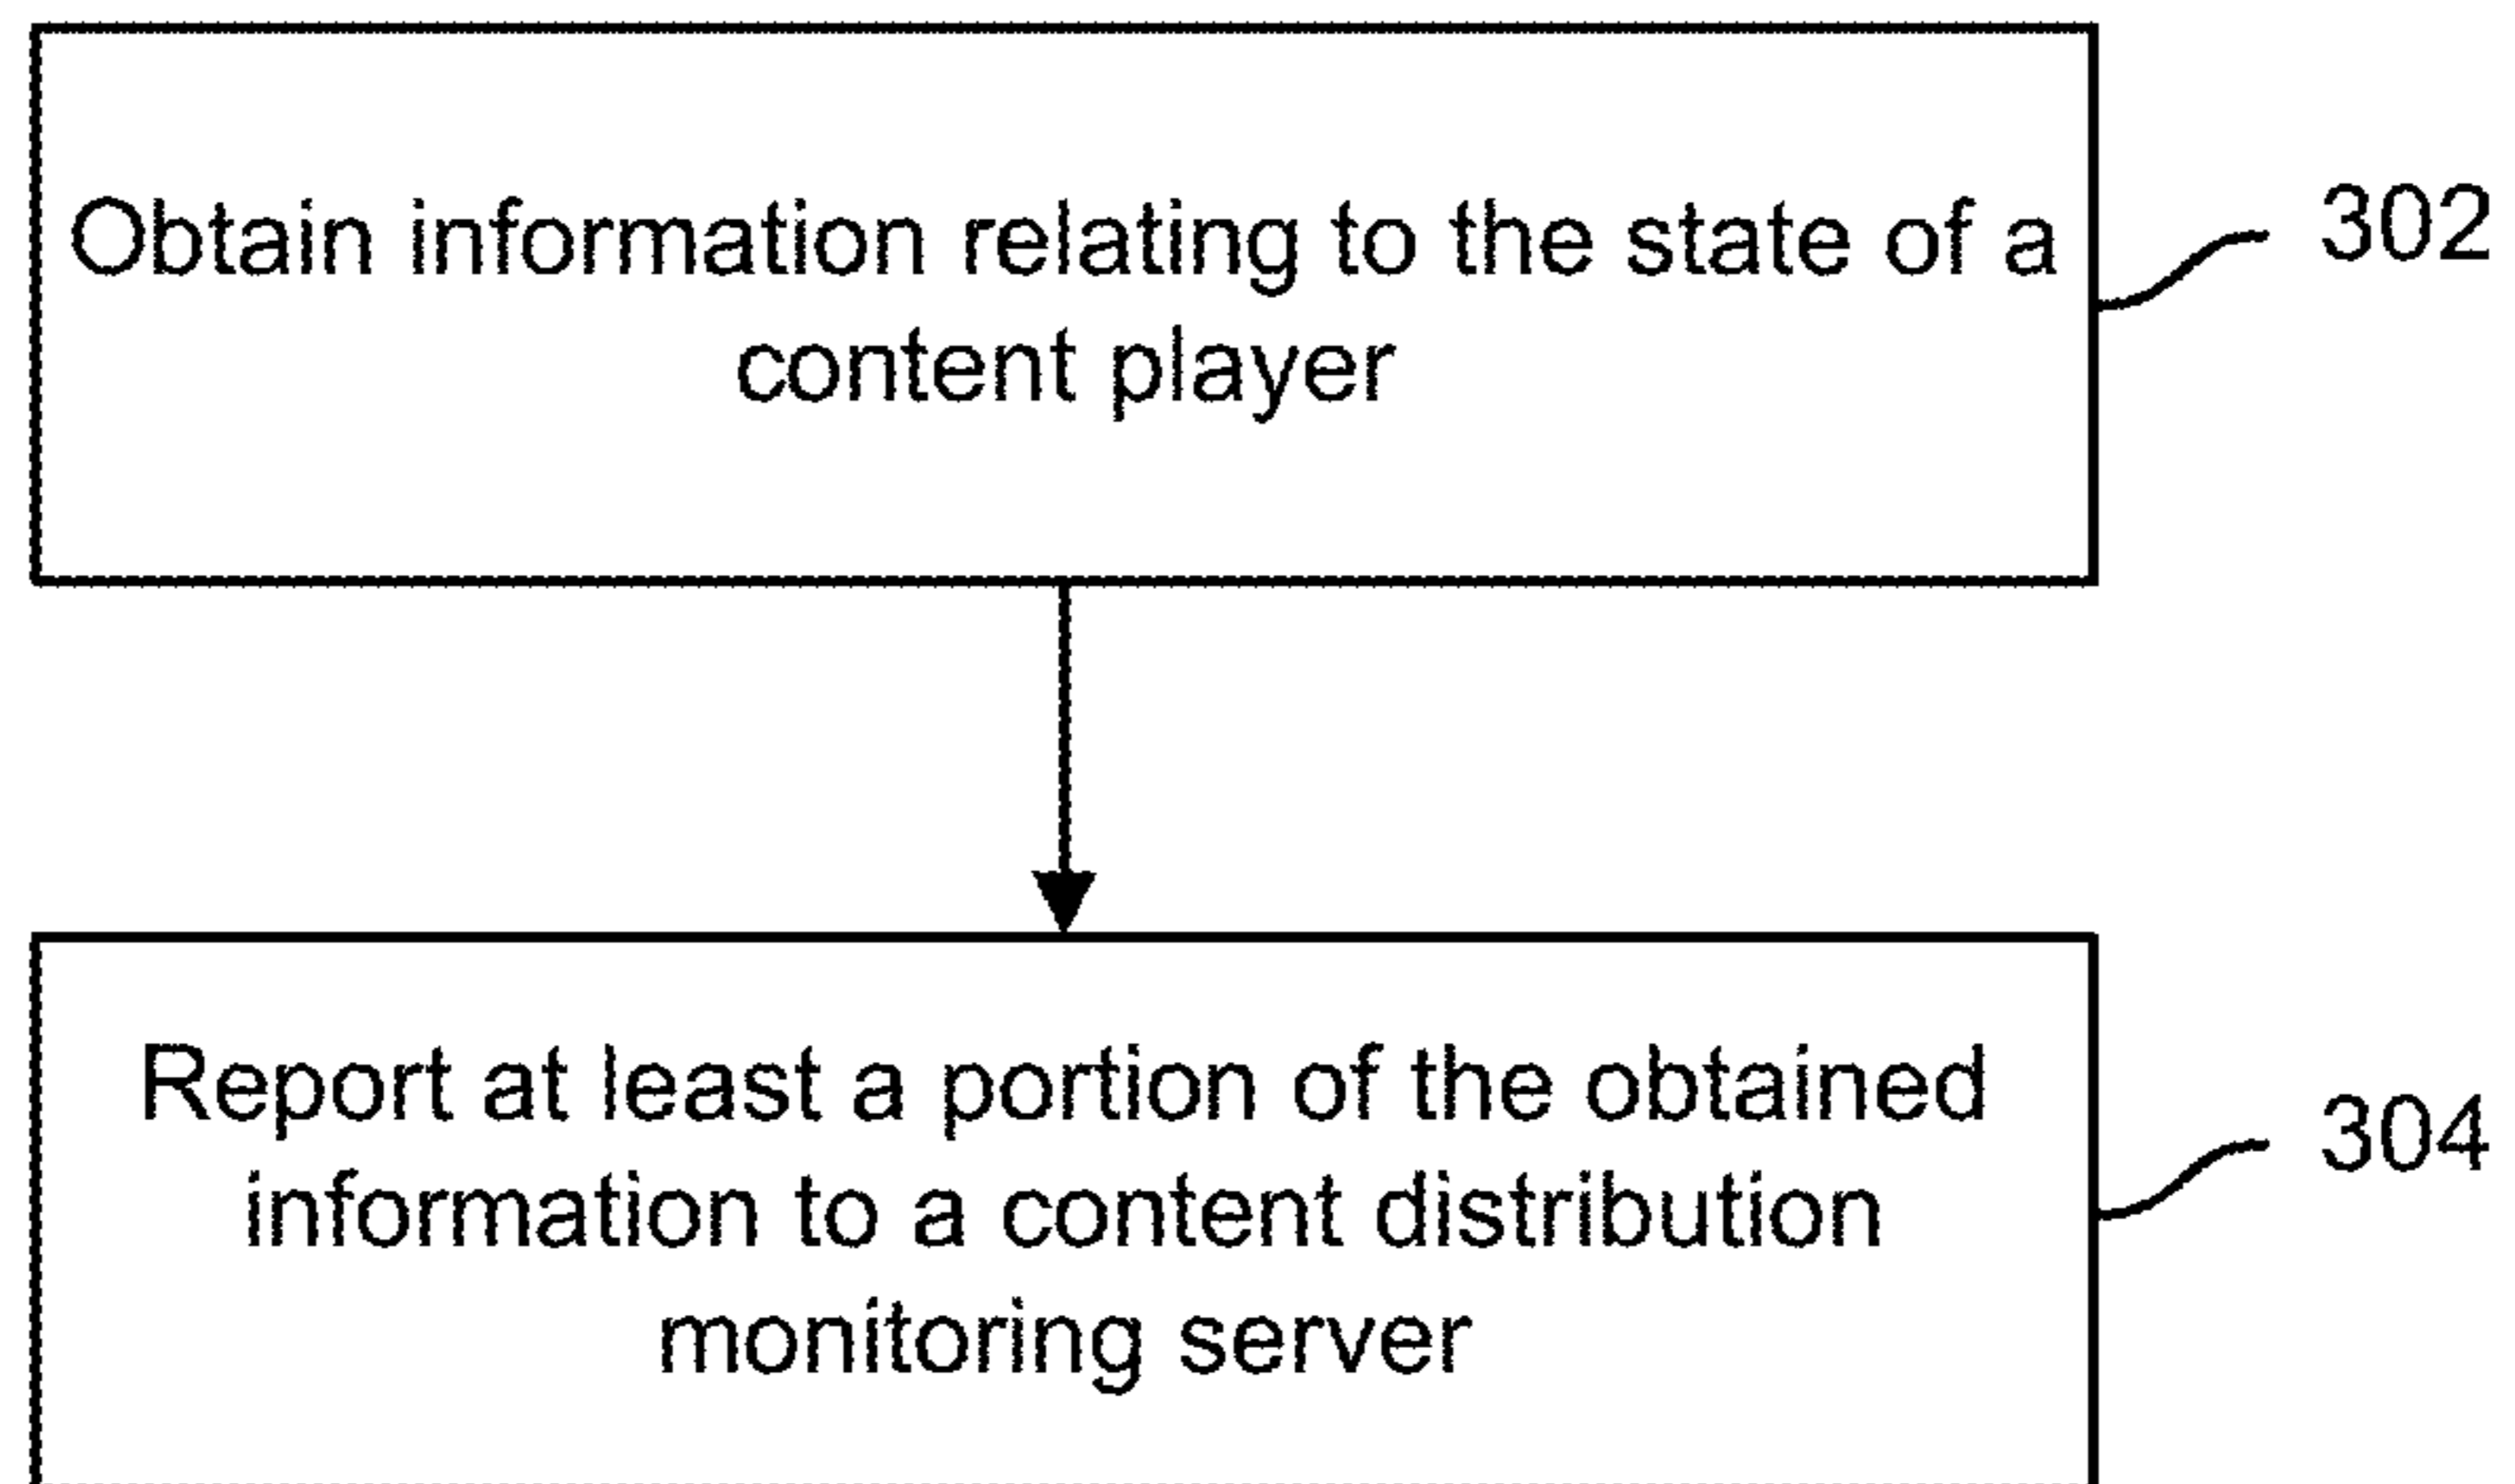 Obtain information relating to the state of a
content player
302
Report at least a portion of the obtained
information to a content distribution
monitoring server
304